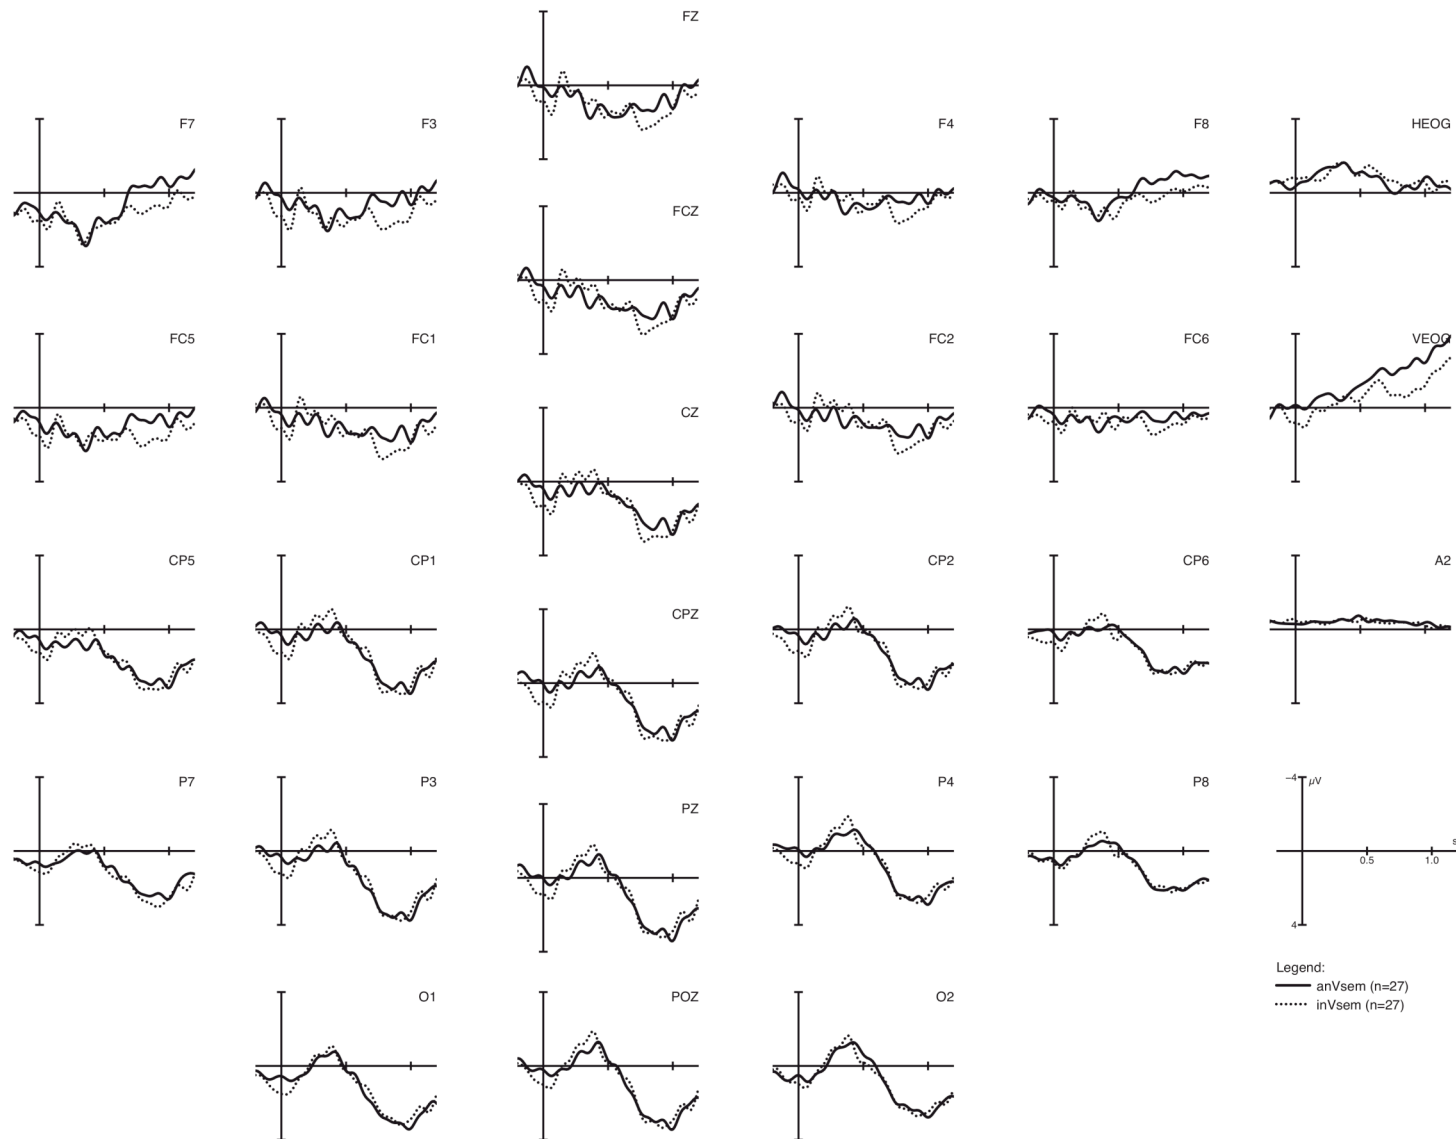 FZ
F7
F3
F4
F8
HEOG
FCZ
FC5
FC1
FC2
FC6
VEOG
CZ
CP5
CP1
CP2
CP6
A2
CPZ
P7
P3
P4
P8
−4 µV
PZ
s
0.5 1.0
4
Legend:
anVsem (n=27)
inVsem (n=27)
O1
POZ
O2